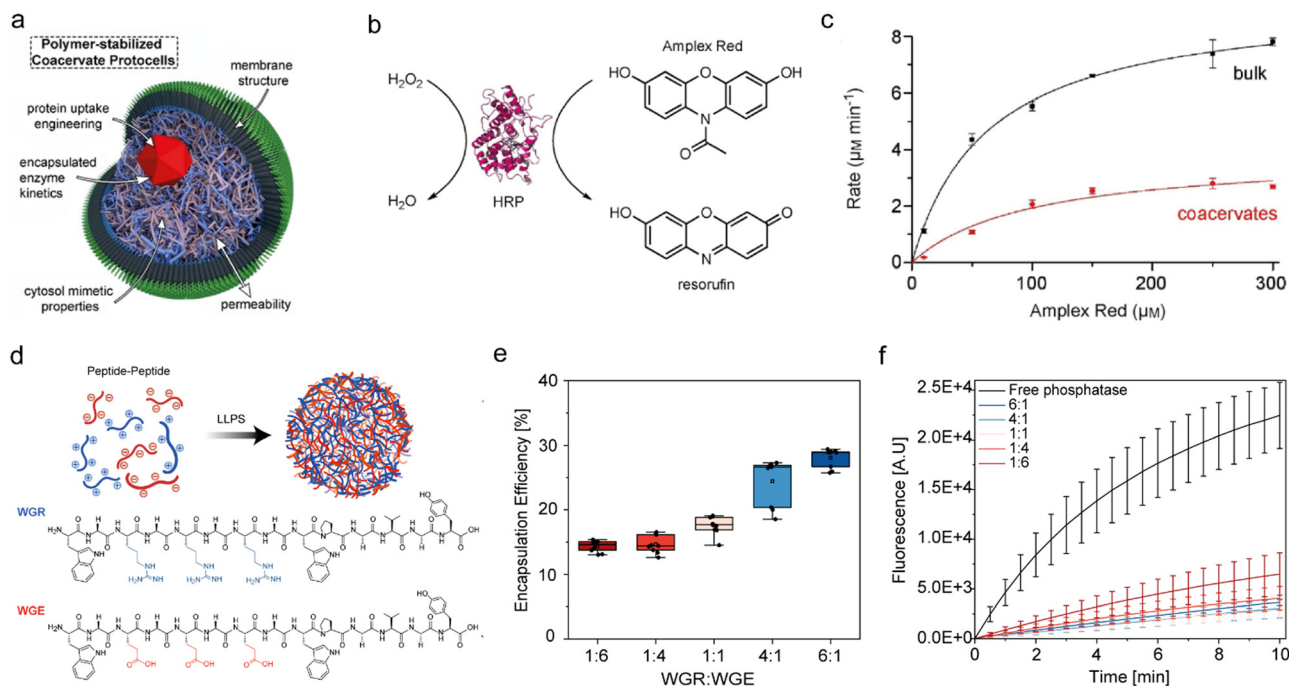 a
Polymer-stabilized
Coacervate Protocells
membrane
structure
protein uptake
engineering
encapsulated
enzyme
kinetics
cytosol mimetic
properties
permeability
b
Amplex Red
H₂O₂
HO
O
OH
N
O
H₂O
HRP
HO
O
O
N
resorufin
c
Rate (µM min⁻¹)
8
6
4
2
0
bulk
coacervates
0
100
200
300
Amplex Red (µM)
d
Peptide-Peptide
LLPS
WGR
WGE
e
Encapsulation Efficiency [%]
40
30
20
10
0
1:6
1:4
1:1
4:1
6:1
WGR:WGE
f
Fluorescence [A.U]
2.5E+4
2.0E+4
1.5E+4
1.0E+4
5.0E+3
0.0E+0
Free phosphatase
6:1
4:1
1:1
1:4
1:6
0
2
4
6
8
10
Time [min]